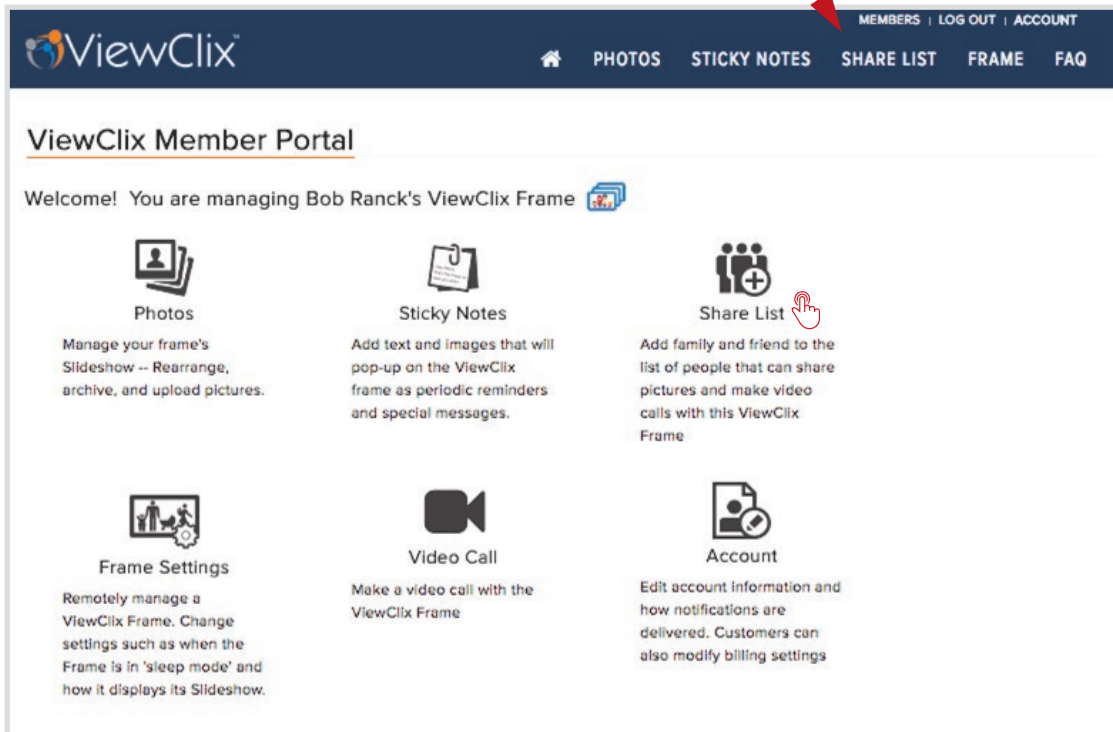 MEMBERS | LOG OUT | ACCOUNT
ViewClix™
PHOTOS STICKY NOTES SHARE LIST FRAME FAQ
ViewClix Member Portal
Welcome! You are managing Bob Ranck's ViewClix Frame
Photos
Manage your frame's
Slideshow -- Rearrange,
archive, and upload pictures.
Sticky Notes
Add text and images that will
pop-up on the ViewClix
frame as periodic reminders
and special messages.
Share List
Add family and friend to the
list of people that can share
pictures and make video
calls with this ViewClix
Frame
Frame Settings
Remotely manage a
ViewClix Frame. Change
settings such as when the
Frame is in 'sleep mode' and
how it displays its Slideshow.
Video Call
Make a video call with the
ViewClix Frame
Account
Edit account information and
how notifications are
delivered. Customers can
also modify billing settings